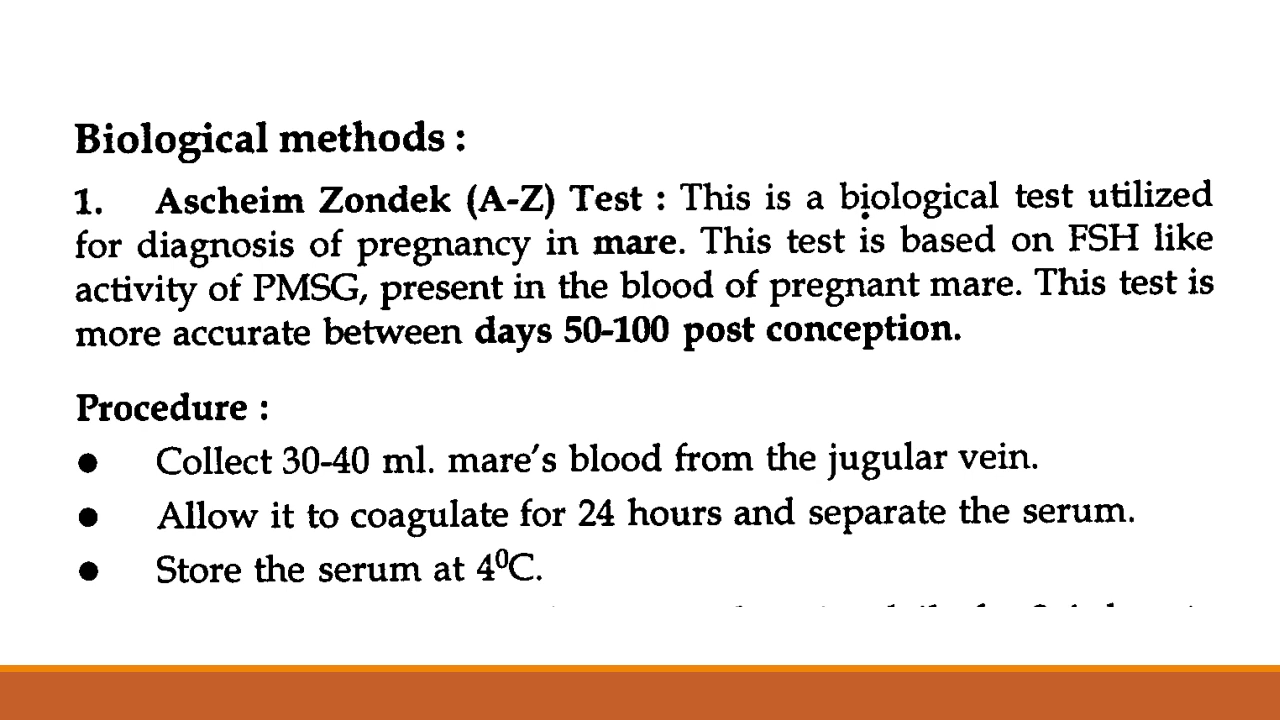 Biological methods :
1. Ascheim Zondek (A-Z) Test : This is a biological test utilized
for diagnosis of pregnancy in mare. This test is based on FSH like
activity of PMSG, present in the blood of pregnant mare. This test is
more accurate between days 50-100 post conception.
Procedure :
● Collect 30-40 ml. mare's blood from the jugular vein.
● Allow it to coagulate for 24 hours and separate the serum.
● Store the serum at 4⁰C.